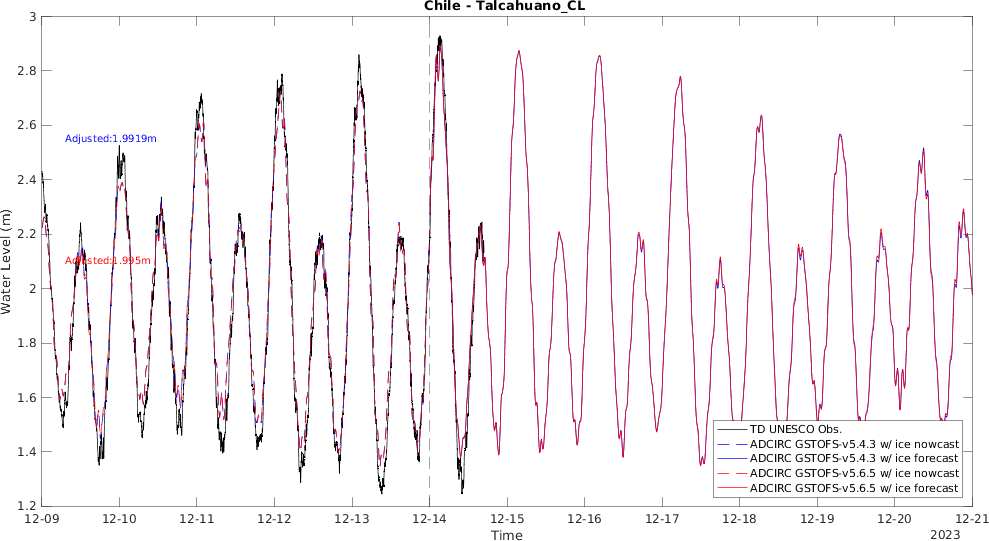 Chile - Talcahuano_CL
3
2.8
2.6
2.4
2.2
2
1.8
1.6
1.4
1.2
Water Level (m)
Adjusted:1.9919m
Adjusted:1.995m
TD UNESCO Obs.
ADCIRC GSTOFS-v5.4.3 w/ ice nowcast
ADCIRC GSTOFS-v5.4.3 w/ ice forecast
ADCIRC GSTOFS-v5.6.5 w/ ice nowcast
ADCIRC GSTOFS-v5.6.5 w/ ice forecast
12-09 12-10 12-11 12-12 12-13 12-14 12-15 12-16 12-17 12-18 12-19 12-20 12-21
Time
2023